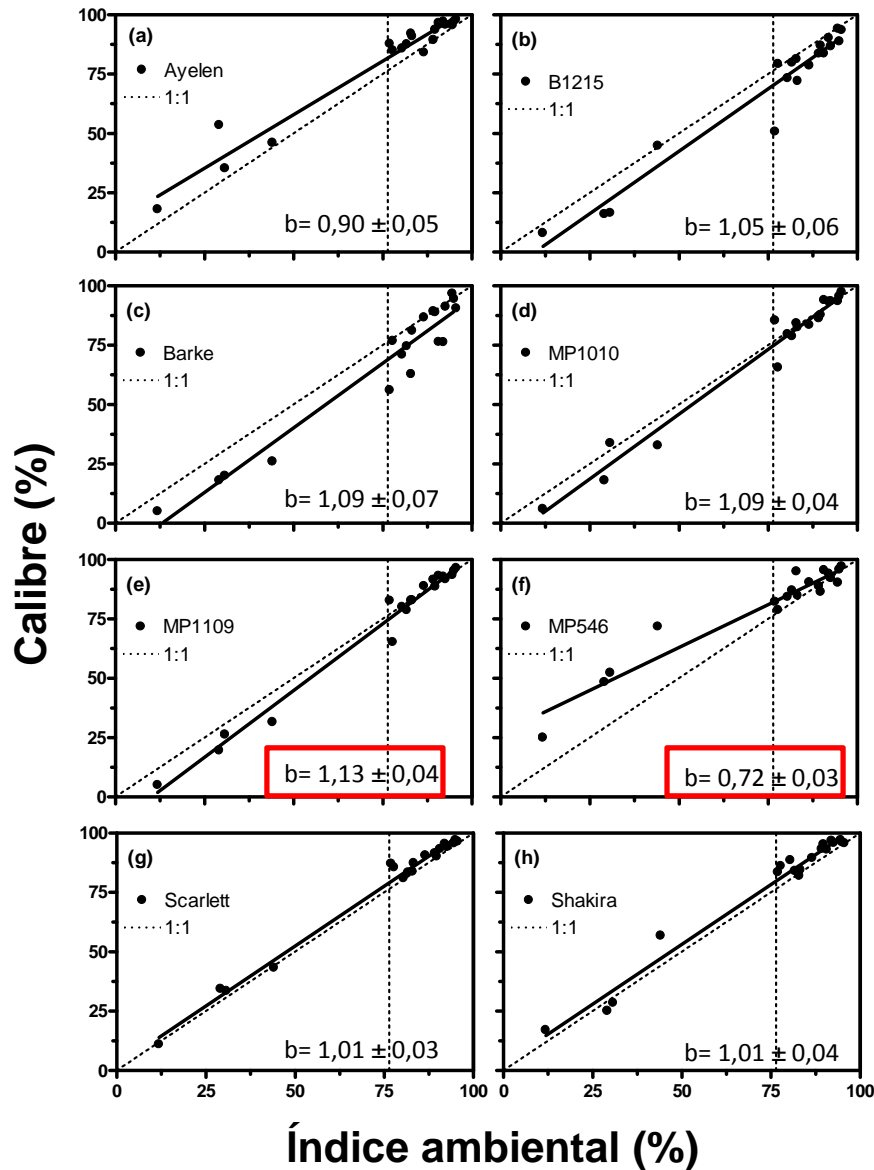 Calibre (%)
100
75
50
25
0
(a)
Ayelen
1:1
b= 0,90 ± 0,05
(b)
B1215
1:1
b= 1,05 ± 0,06
100
75
50
25
0
(c)
Barke
1:1
b= 1,09 ± 0,07
(d)
MP1010
1:1
b= 1,09 ± 0,04
100
75
50
25
0
(e)
MP1109
1:1
b= 1,13 ± 0,04
(f)
MP546
1:1
b= 0,72 ± 0,03
100
75
50
25
0
(g)
Scarlett
1:1
b= 1,01 ± 0,03
(h)
Shakira
1:1
b= 1,01 ± 0,04
0 25 50 75 100
0 25 50 75 100
Índice ambiental (%)